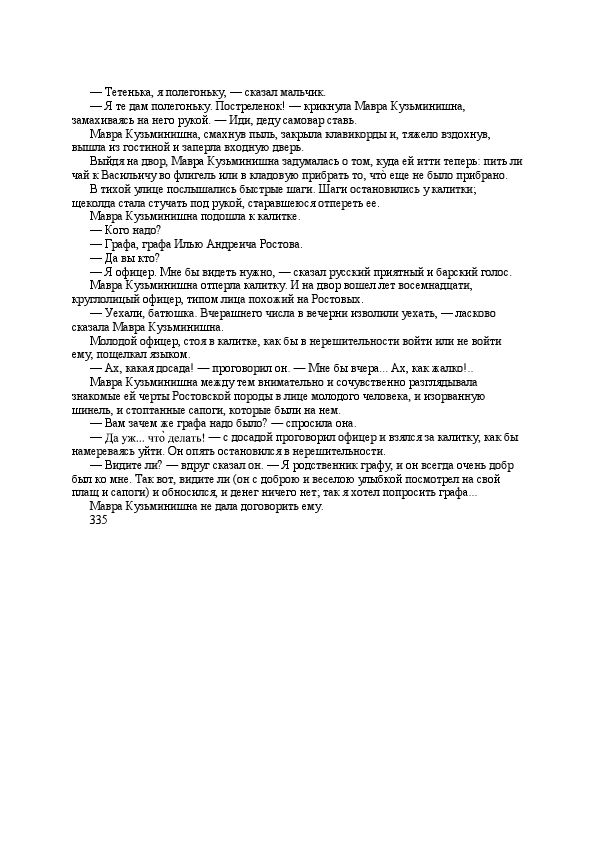 — Тетенька, я полегоньку, — сказал мальчик.
— Я те дам полегоньку. Постреленок! — крикнула Мавра Кузьминишна,
замахиваясь на него рукой. — Иди, деду самовар ставь.
Мавра Кузьминишна, смахнув пыль, закрыла клавикорды и, тяжело вздохнув,
вышла из гостиной и заперла входную дверь.
Выйдя на двор, Мавра Кузьминишна задумалась о том, куда ей итти теперь: пить ли
чай к Васильичу во флигель или в кладовую прибрать то, что̀ еще не было прибрано.
В тихой улице послышались быстрые шаги. Шаги остановились у калитки;
щеколда стала стучать под рукой, старавшеюся отпереть ее.
Мавра Кузьминишна подошла к калитке.
— Кого надо?
— Графа, графа Илью Андреича Ростова.
— Да вы кто?
— Я офицер. Мне бы видеть нужно, — сказал русский приятный и барский голос.
Мавра Кузьминишна отперла калитку. И на двор вошел лет восемнадцати,
круглолицый офицер, типом лица похожий на Ростовых.
— Уехали, батюшка. Вчерашнего числа в вечерни изволили уехать, — ласково
сказала Мавра Кузьминишна.
Молодой офицер, стоя в калитке, как бы в нерешительности войти или не войти
ему, пощелкал языком.
— Ах, какая досада! — проговорил он. — Мне бы вчера... Ах, как жалко!..
Мавра Кузьминишна между тем внимательно и сочувственно разглядывала
знакомые ей черты Ростовской породы в лице молодого человека, и изорванную
шинель, и стоптанные сапоги, которые были на нем.
— Вам зачем же графа надо было? — спросила она.
— Да уж... что̀ делать! — с досадой проговорил офицер и взялся за калитку, как бы
намереваясь уйти. Он опять остановился в нерешительности.
— Видите ли? — вдруг сказал он. — Я родственник графу, и он всегда очень добр
был ко мне. Так вот, видите ли (он с доброю и веселою улыбкой посмотрел на свой
плащ и сапоги) и обносился, и денег ничего нет; так я хотел попросить графа...
Мавра Кузьминишна не дала договорить ему.
335